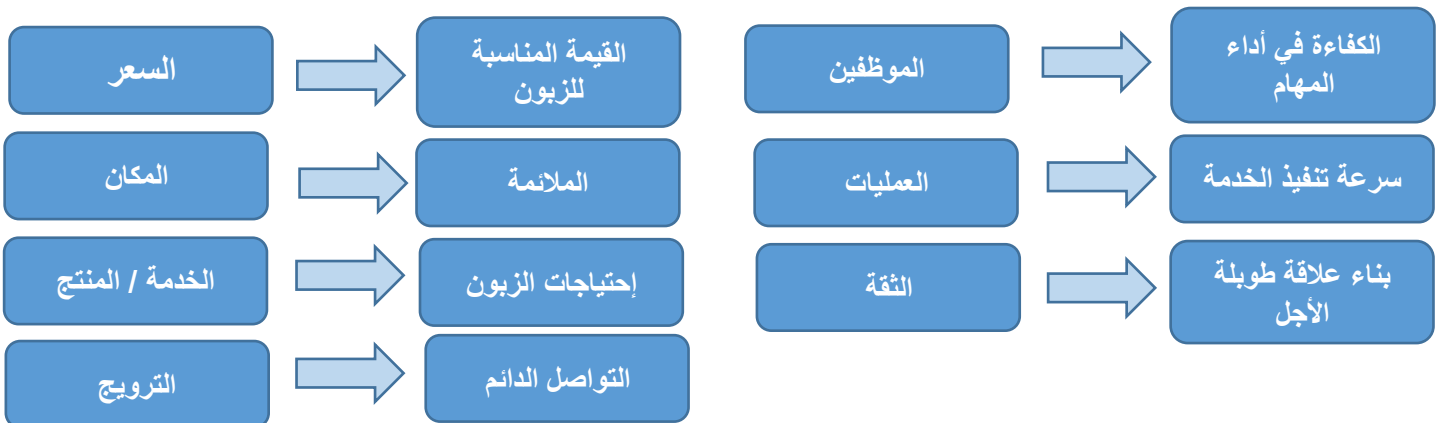 السعر
القيمة المناسبة
للزبون
المكان
الملائمة
الخدمة / المنتج
إحتياجات الزبون
الترويج
التواصل الدائم
الموظفين
الكفاءة في أداء
المهام
العمليات
سرعة تنفيذ الخدمة
الثقة
بناء علاقة طويلة
الأجل